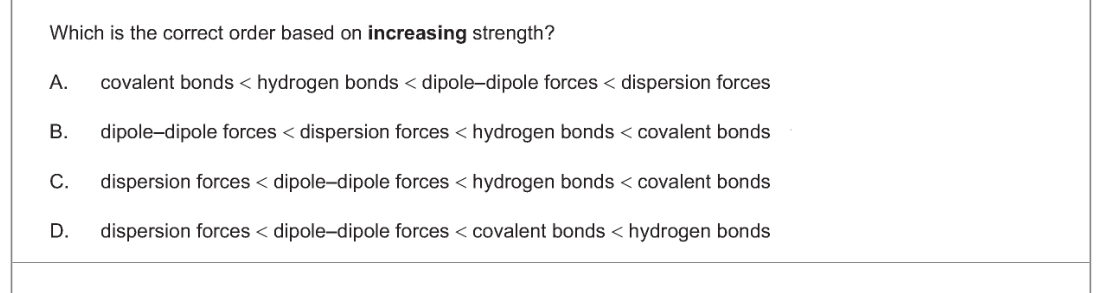 Which is the correct order based on increasing strength?
A. covalent bonds < hydrogen bonds < dipole–dipole forces < dispersion forces
B. dipole–dipole forces < dispersion forces < hydrogen bonds < covalent bonds
C. dispersion forces < dipole–dipole forces < hydrogen bonds < covalent bonds
D. dispersion forces < dipole–dipole forces < covalent bonds < hydrogen bonds